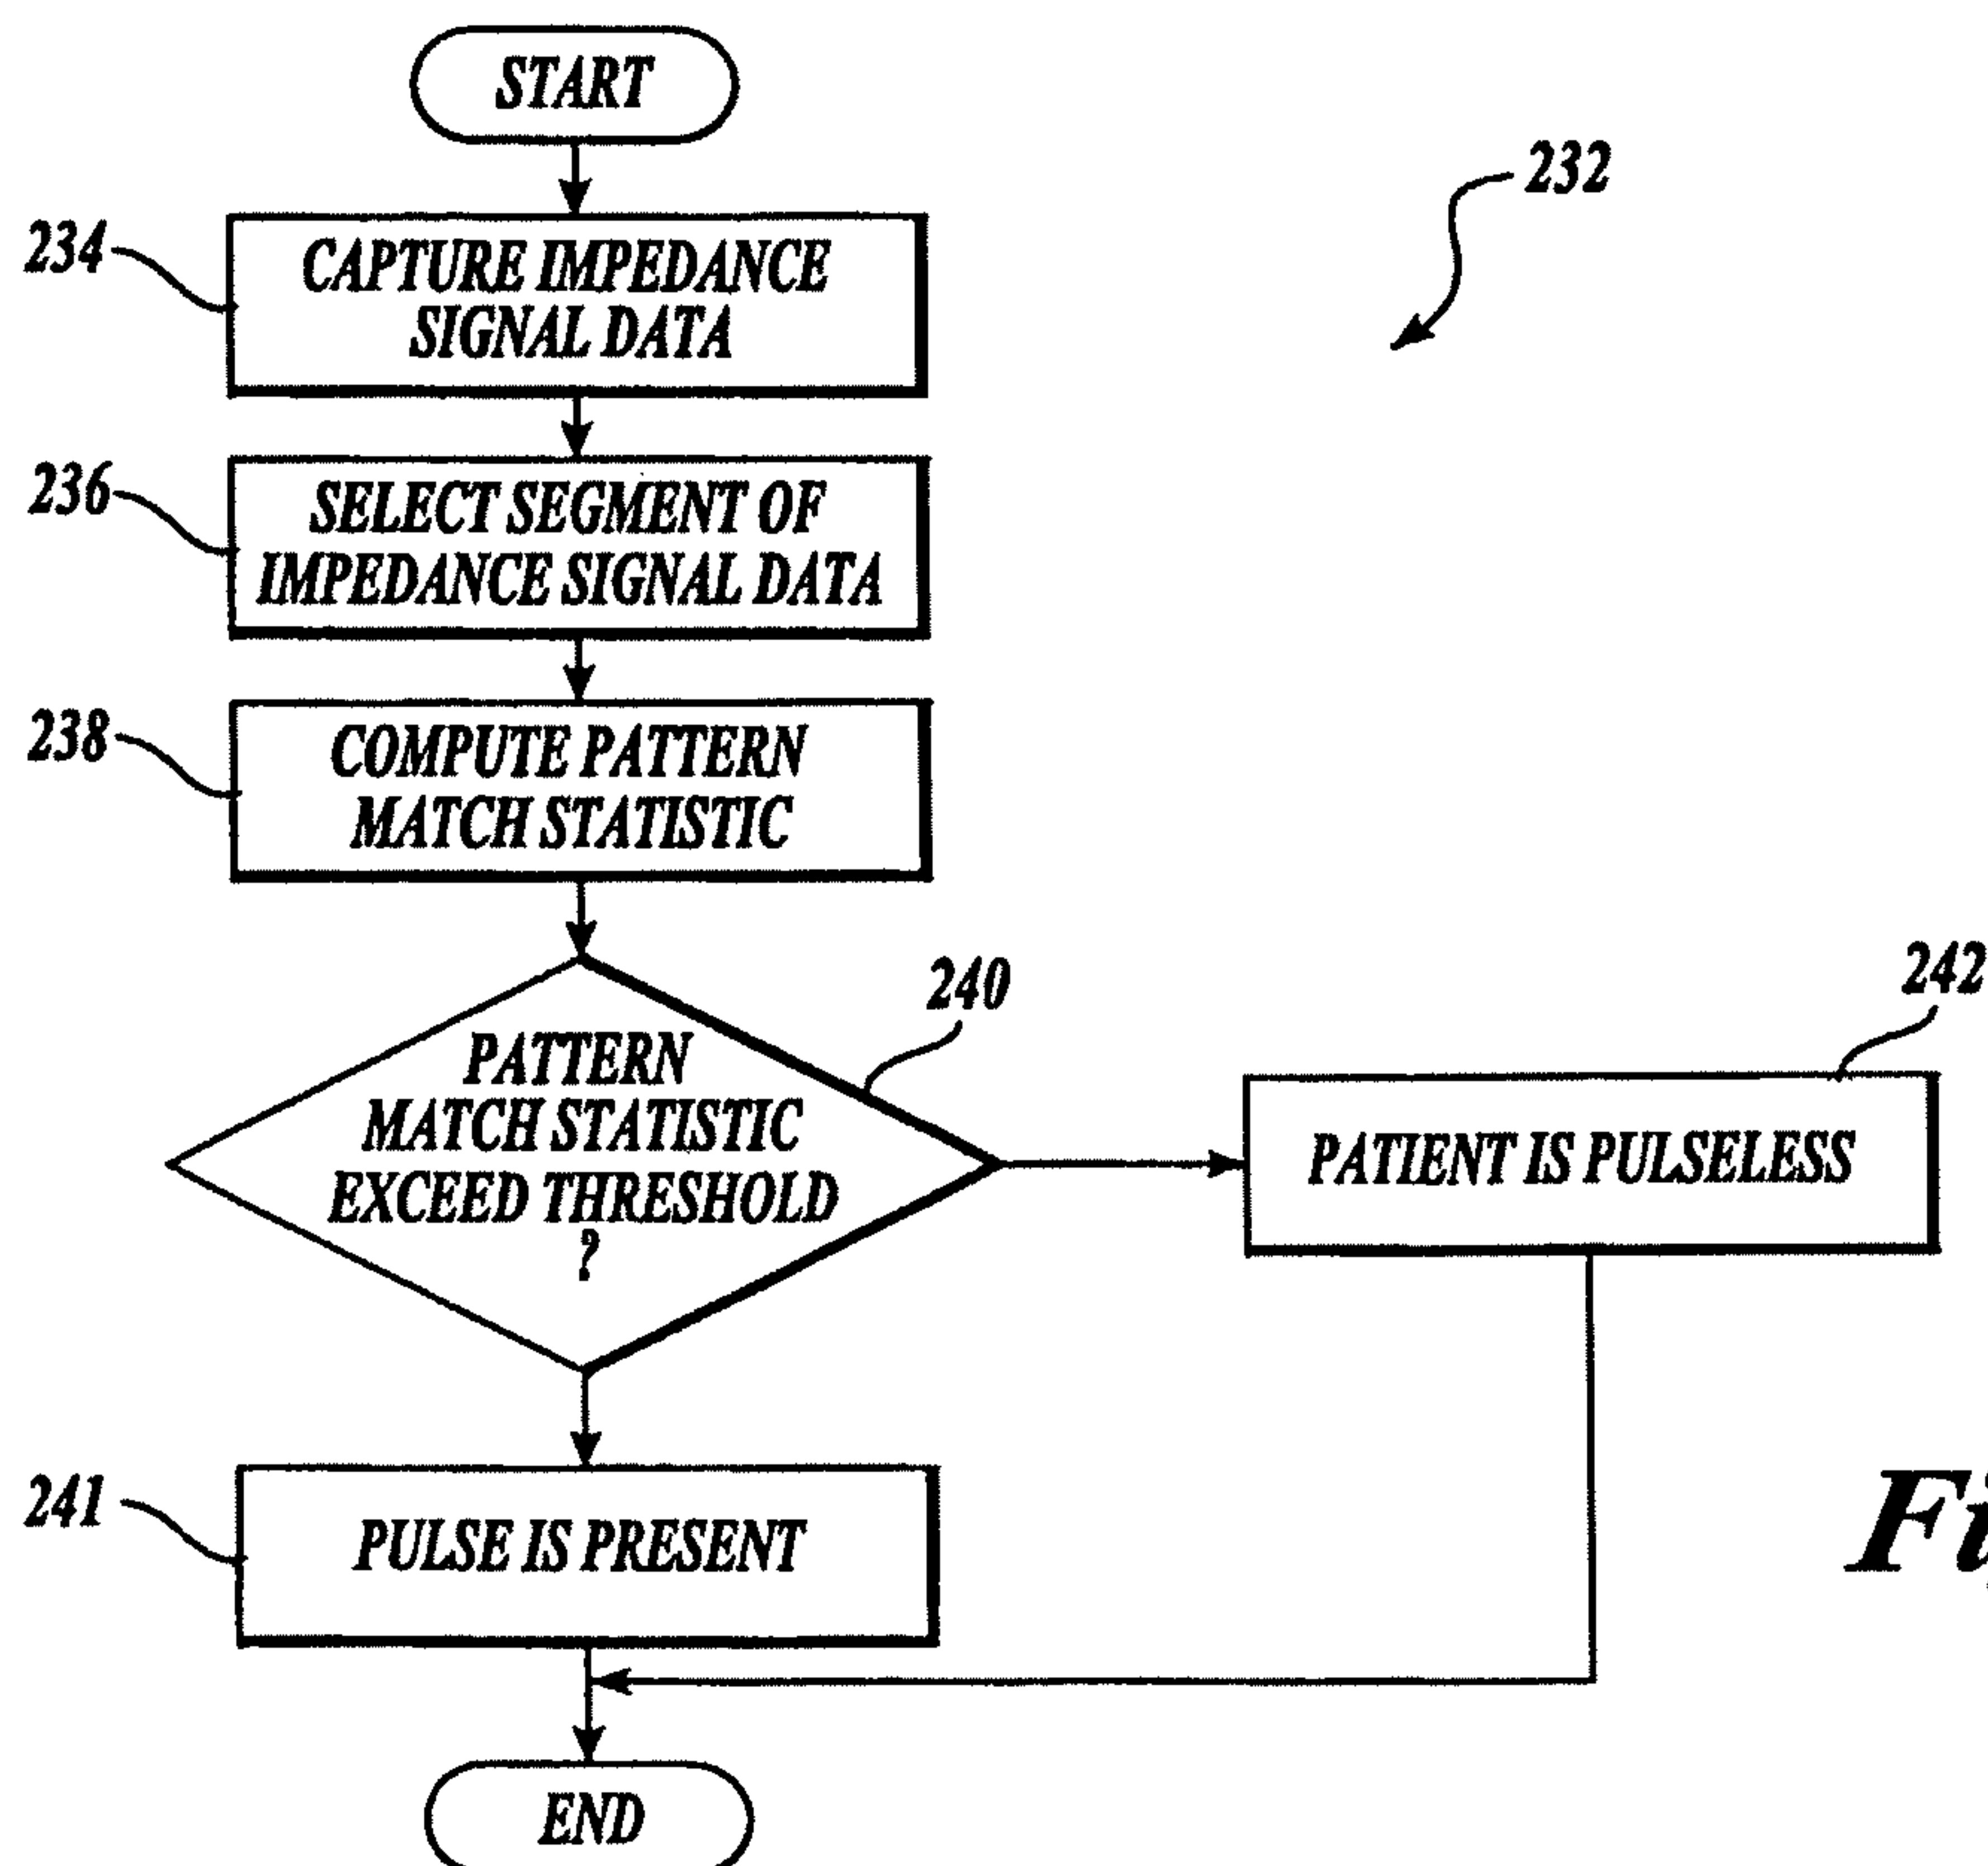 START
232
234
CAPTURE IMPEDANCE
SIGNAL DATA
236
SELECT SEGMENT OF
IMPEDANCE SIGNAL DATA
238
COMPUTE PATTERN
MATCH STATISTIC
240
PATTERN
MATCH STATISTIC
EXCEED THRESHOLD
?
242
PATIENT IS PULSELESS
241
PULSE IS PRESENT
END